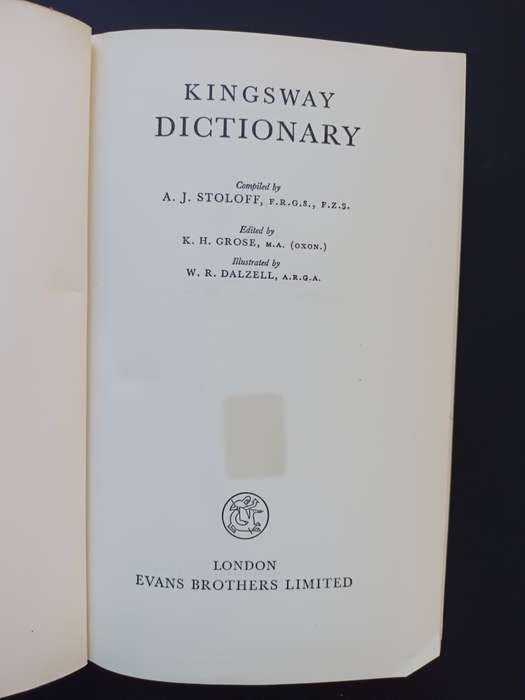 KINGSWAY
DICTIONARY
Compiled by
A. J. STOLOFF, F.R.G.S., F.Z.S.
Edited by
K. H. GROSE, M.A. (OXON.)
Illustrated by
W. R. DALZELL, A.R.G.A.
LONDON
EVANS BROTHERS LIMITED